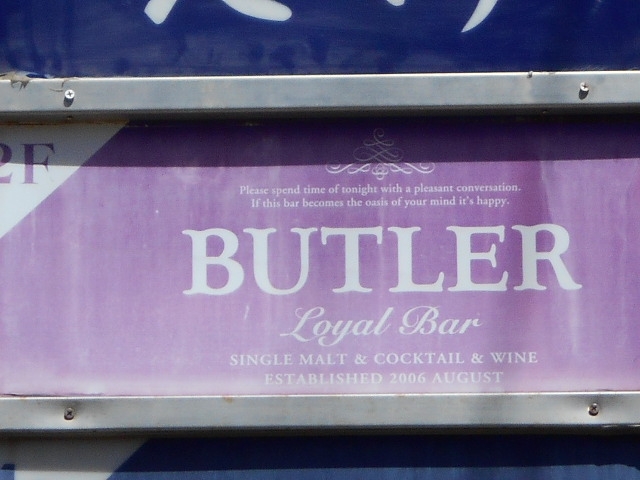 2F
Please spend time of tonight with a pleasant conversation.
If this bar becomes the oasis of your mind it's happy.
BUTLER
Loyal Bar
SINGLE MALT & COCKTAIL & WINE
ESTABLISHED 2006 AUGUST